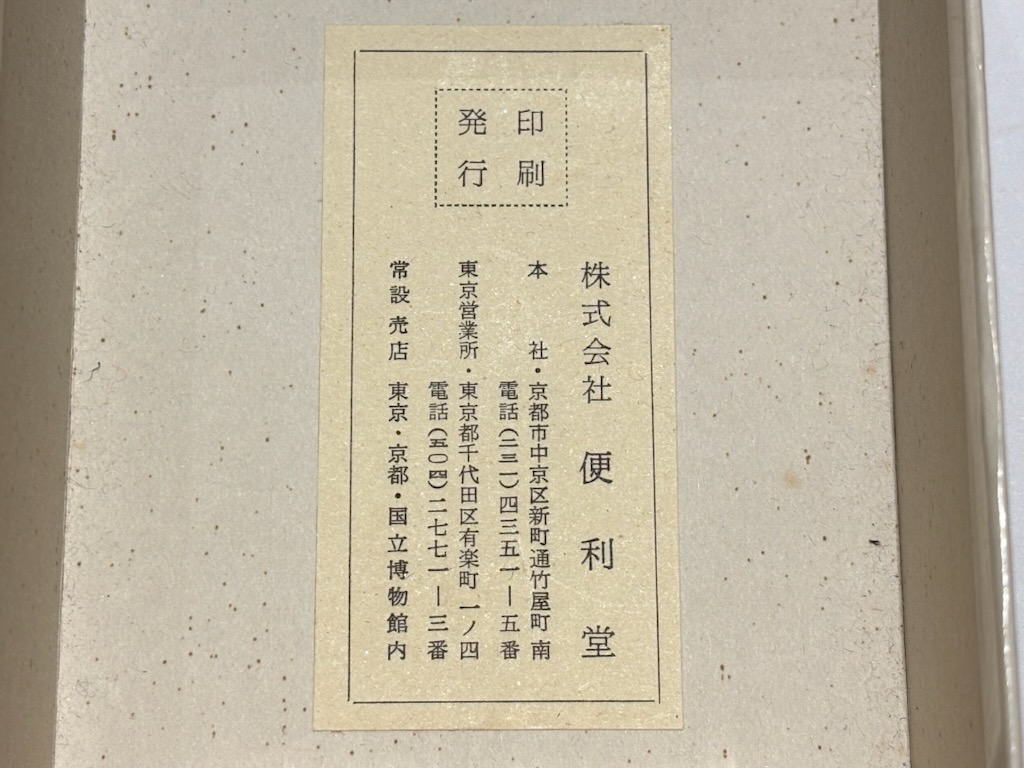 印刷
発行
株式会社 便利堂
本社・京都市中京区新町通竹屋町南
電話(二三一)四三五一―五番
東京営業所・東京都千代田区有楽町一ノ四
電話(五〇四)二七七一―三番
常設売店 東京・京都・国立博物館内